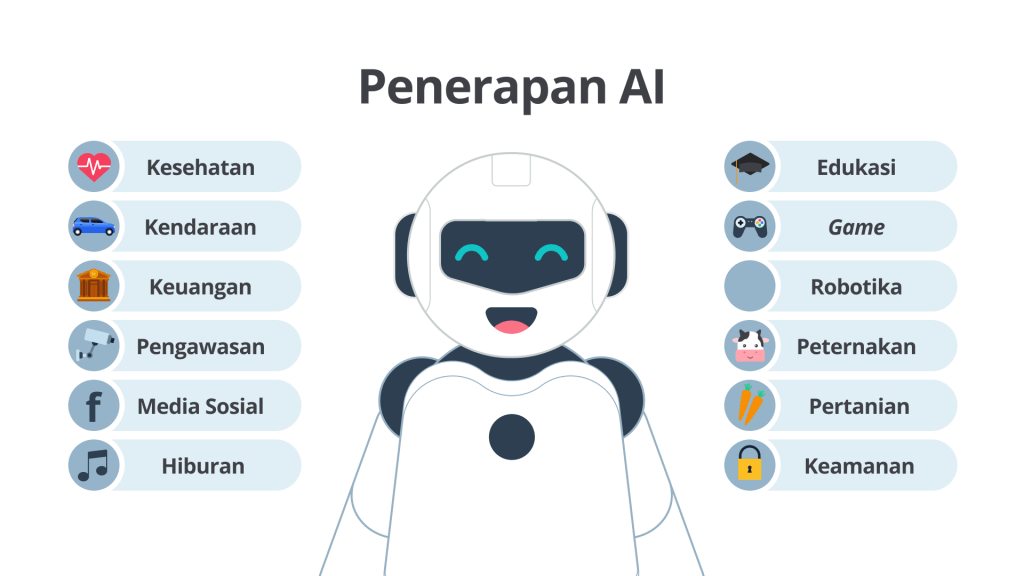 Penerapan AI
Kesehatan
Kendaraan
Keuangan
Pengawasan
Media Sosial
Hiburan
Edukasi
Game
Robotika
Peternakan
Pertanian
Keamanan